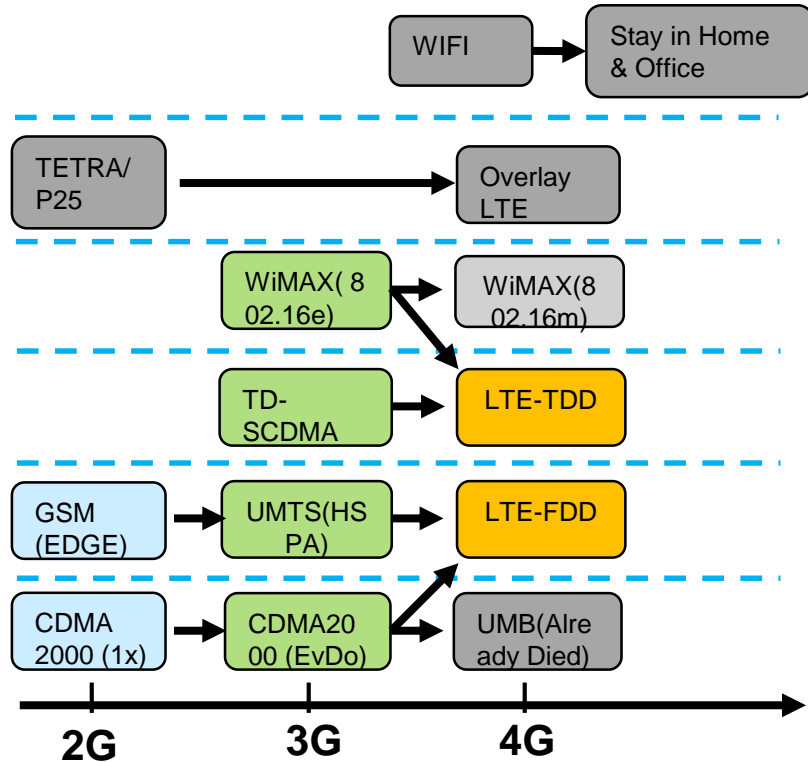 WIFI
Stay in Home
& Office
TETRA/
P25
Overlay
LTE
WiMAX( 8
02.16e)
WiMAX(8
02.16m)
TD-
SCDMA
LTE-TDD
GSM
(EDGE)
UMTS(HS
PA)
LTE-FDD
CDMA
2000 (1x)
CDMA20
00 (EvDo)
UMB(Alre
ady Died)
2G
3G
4G